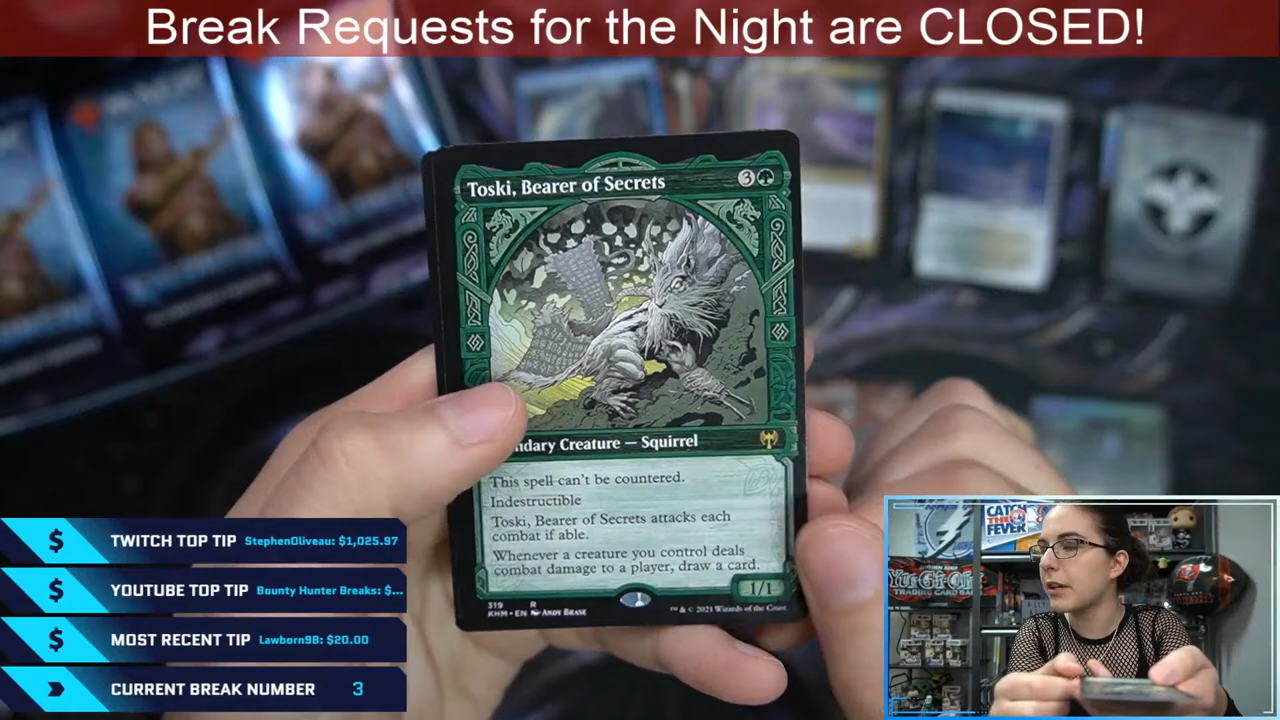 Break Requests for the Night are CLOSED!
Toski, Bearer of Secrets 3
ndary Creature — Squirrel
This spell can't be countered.
Indestructible
Toski, Bearer of Secrets attacks each
combat if able.
Whenever a creature you control deals
combat damage to a player, draw a card.
1/1
319 R
KHM • EN ANDY BRASE
™ & © 2021 Wizards of the Coast
TWITCH TOP TIP StephenOliveau: $1,025.97
YOUTUBE TOP TIP Bounty Hunter Breaks: $...
MOST RECENT TIP Lawborn98: $20.00
CURRENT BREAK NUMBER 3
CATCH
THE
FEVER
Yu-Gi-Oh!
TRADING CARD GAME